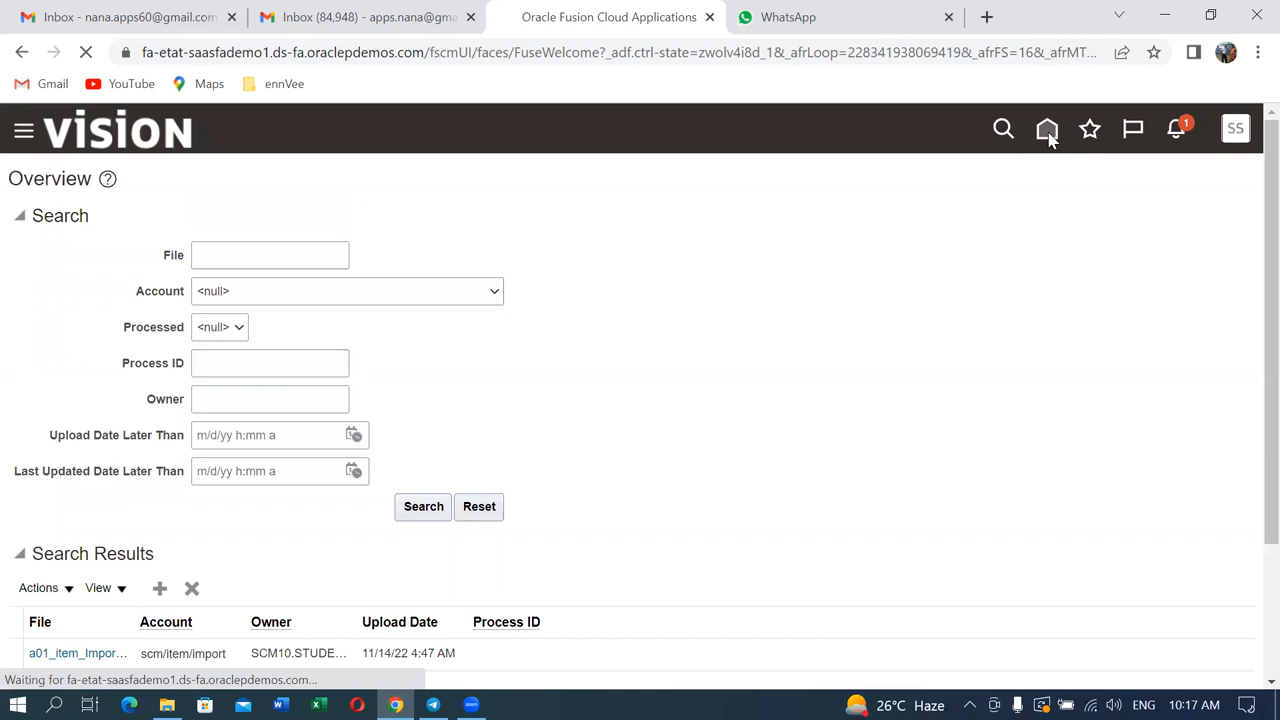 Inbox - nana.apps60@gmail.com
Inbox (84,948) - apps.nana@gm
Oracle Fusion Cloud Applications
WhatsApp
fa-etat-saasfademo1.ds-fa.oraclepdemos.com/fscmUI/faces/FuseWelcome?_adf.ctrl-state=zwolv4l8d_1&_afrLoop=228341938069419&_afrFS=16&_afrMT...
Gmail YouTube Maps ennVee
vision
1
SS
Overview
Search
File
Account <null>
Processed <null>
Process ID
Owner
Upload Date Later Than m/d/yy h:mm a
Last Updated Date Later Than m/d/yy h:mm a
Search Reset
Search Results
Actions View
File Account Owner Upload Date Process ID
a01_item_Impor... scm/item/import SCM10.STUDE... 11/14/22 4:47 AM
Waiting for fa-etat-saasfademo1.ds-fa.oraclepdemos.com...
26°C Haze ENG 10:17 AM